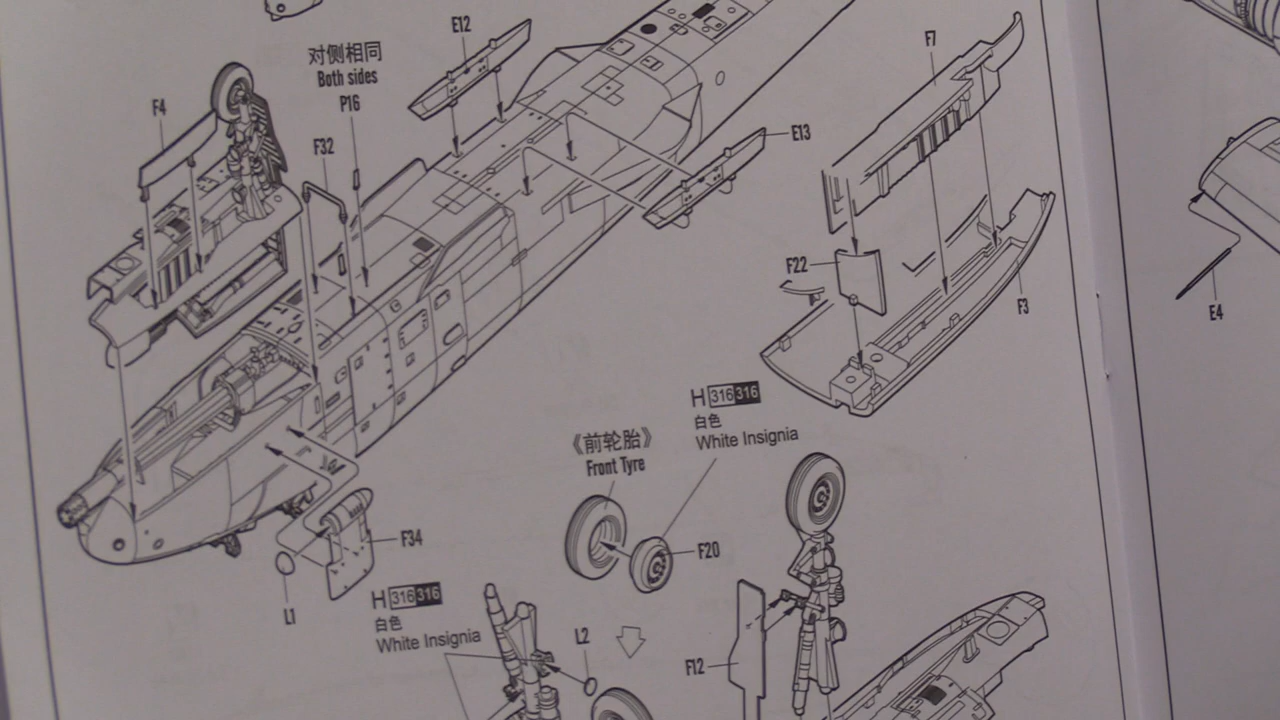 对侧相同
Both sides
P16
E12
F4
F32
E13
F7
F22
F3
E4
H 316 316
白色
White Insignia
《前轮胎》
Front Tyre
F20
F34
L1
H 316 316
白色
White Insignia
L2
F12